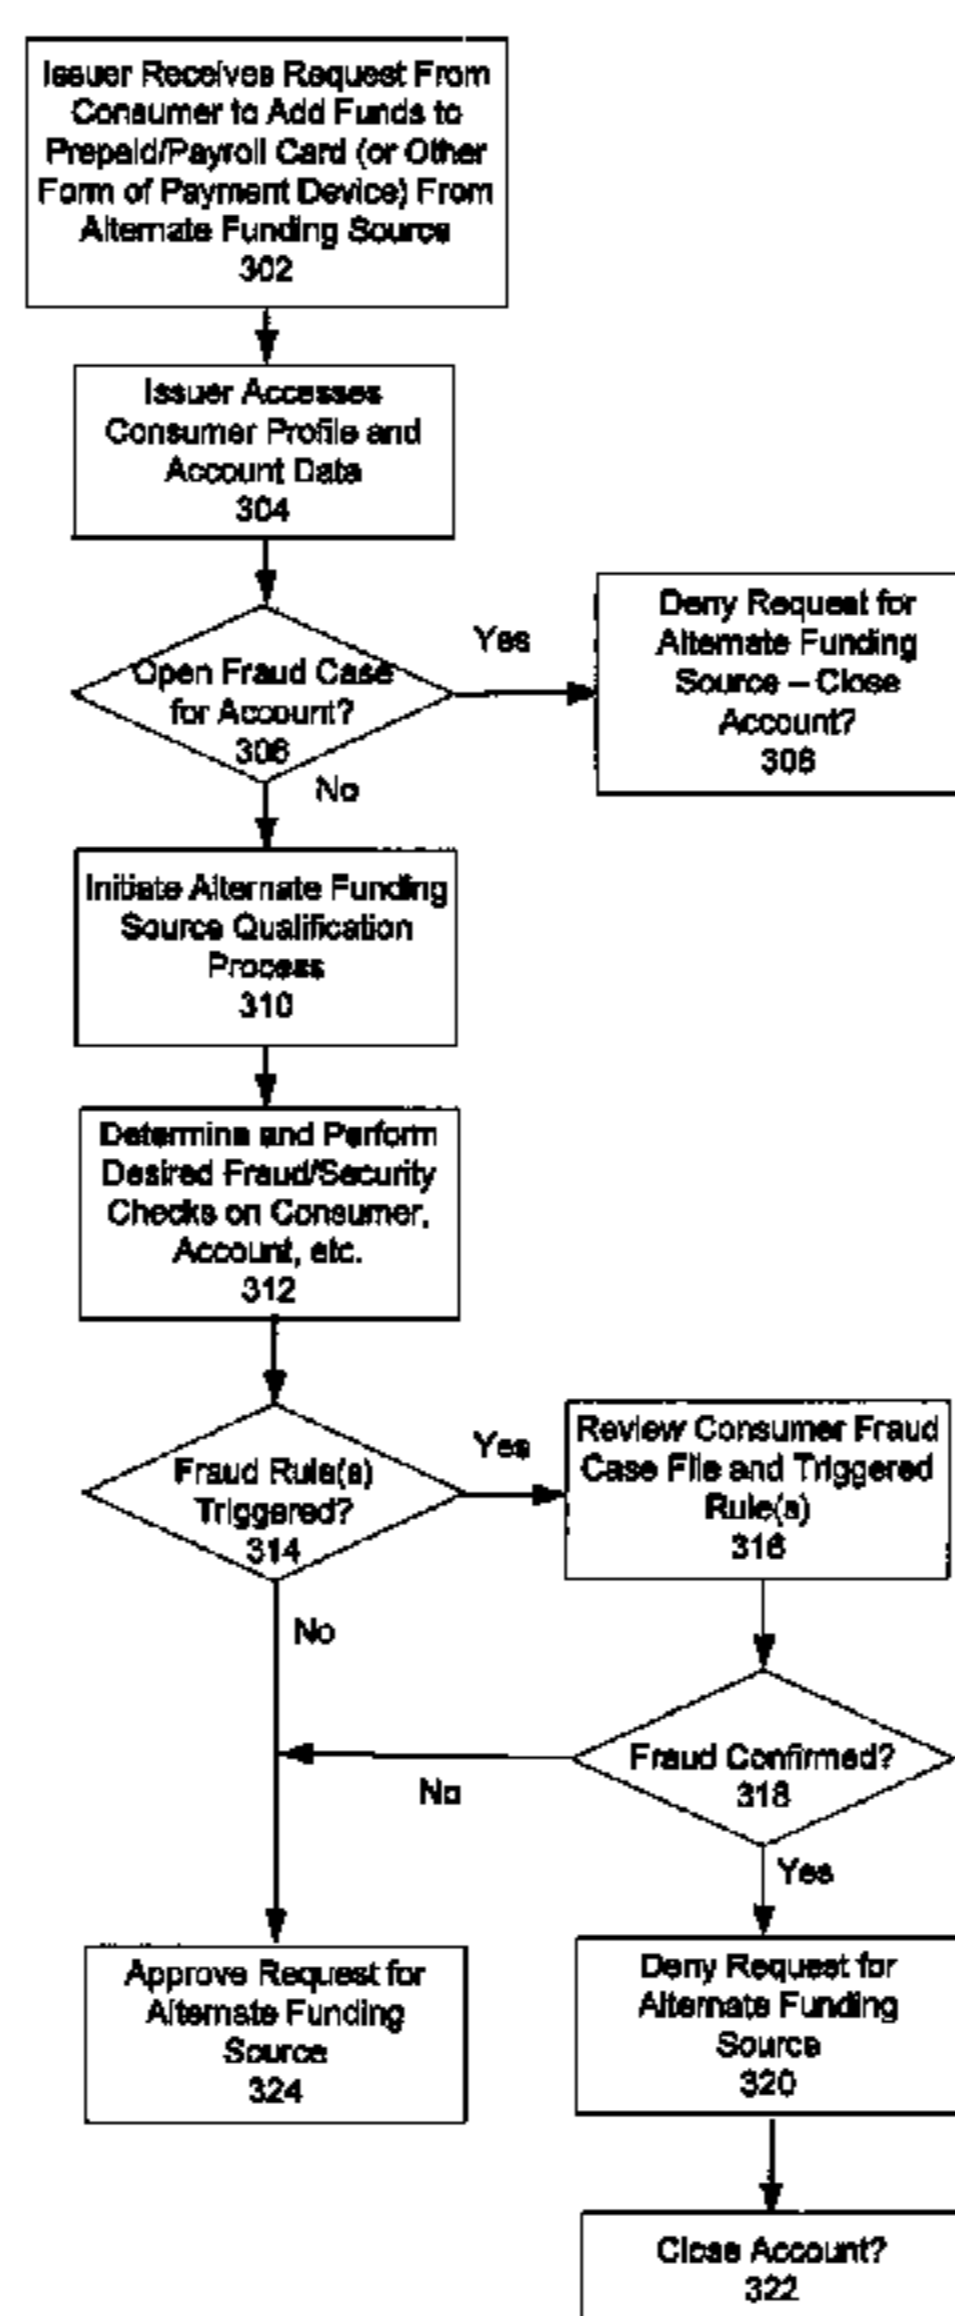 Issuer Receives Request From
Consumer to Add Funds to
Prepaid/Payroll Card (or Other
Form of Payment Device) From
Alternate Funding Source
302
Issuer Accesses
Consumer Profile and
Account Data
304
Open Fraud Case
for Account?
306
Yes
No
Deny Request for
Alternate Funding
Source – Close
Account?
308
Initiate Alternate Funding
Source Qualification
Process
310
Determine and Perform
Desired Fraud/Security
Checks on Consumer,
Account, etc.
312
Fraud Rule(s)
Triggered?
314
Yes
No
Review Consumer Fraud
Case File and Triggered
Rule(s)
316
Fraud Confirmed?
318
No
Yes
Approve Request for
Alternate Funding
Source
324
Deny Request for
Alternate Funding
Source
320
Close Account?
322